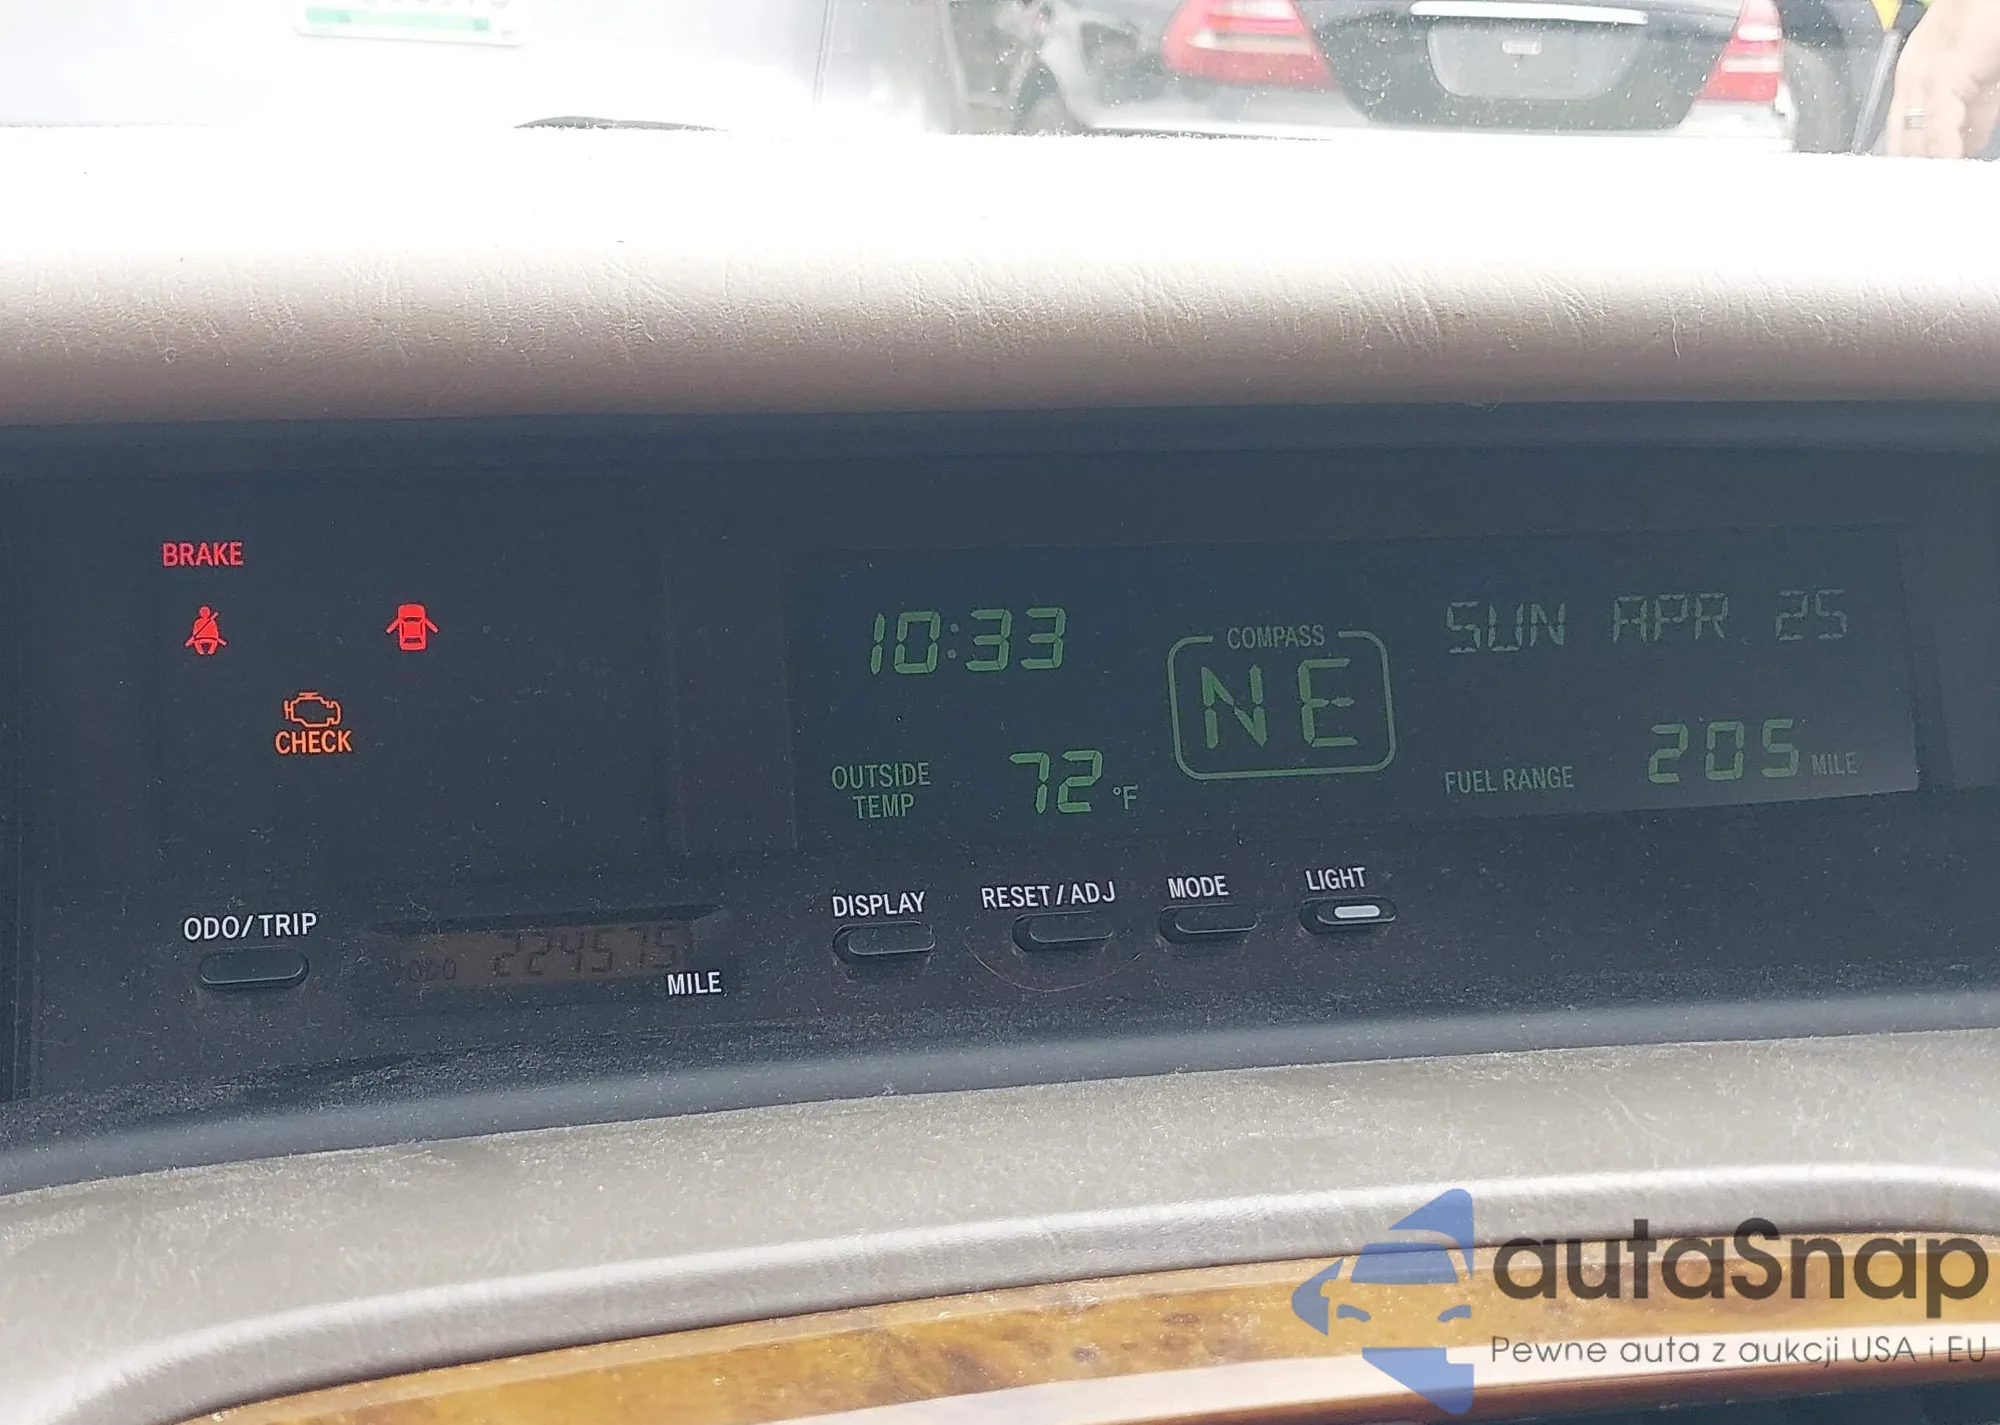 BRAKE
CHECK
10:33
COMPASS
NE
SUN APR 25
OUTSIDE
TEMP
72 °F
FUEL RANGE 205 MILE
ODO/TRIP
ODO 224575
MILE
DISPLAY
RESET/ADJ
MODE
LIGHT
autaSnap
Pewne auta z aukcji USA i EU